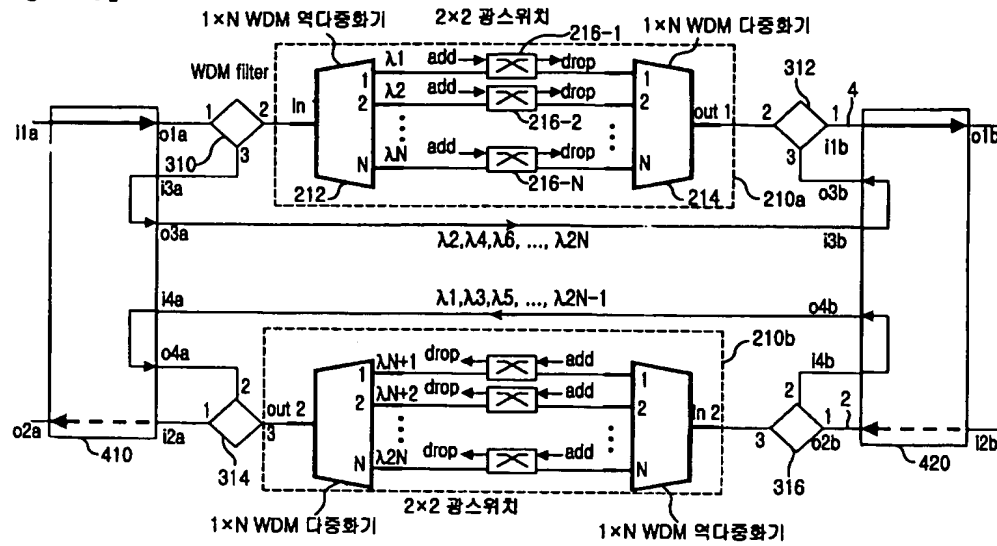 1×N WDM 역다중화기
2×2 광스위치
216-1
1×N WDM 다중화기
312
WDM filter
λ1
add
drop
1
1
2
λ2
add
drop
2
1
2
In
2
out 1
2
1
4
i1a
o1a
216-2
i1b
o1b
310
3
N
λN
add
drop
N
3
i3a
212
216-N
214
210a
o3b
o3a
λ2,λ4,λ6, ..., λ2N
i3b
i4a
λ1,λ3,λ5, ..., λ2N-1
o4b
210b
o4a
λN+1
drop
add
i4b
1
1
2
λN+2
drop
add
2
1
out 2
2
2
In 2
1
2
o2a
i2a
3
3
o2b
i2b
410
314
N
λ2N
drop
add
N
316
420
2×2 광스위치
1×N WDM 다중화기
1×N WDM 역다중화기